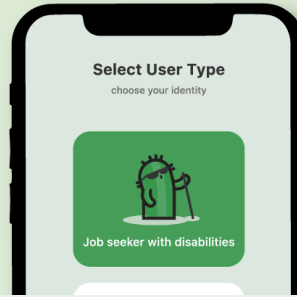 Select User Type
choose your identity
Job seeker with disabilities